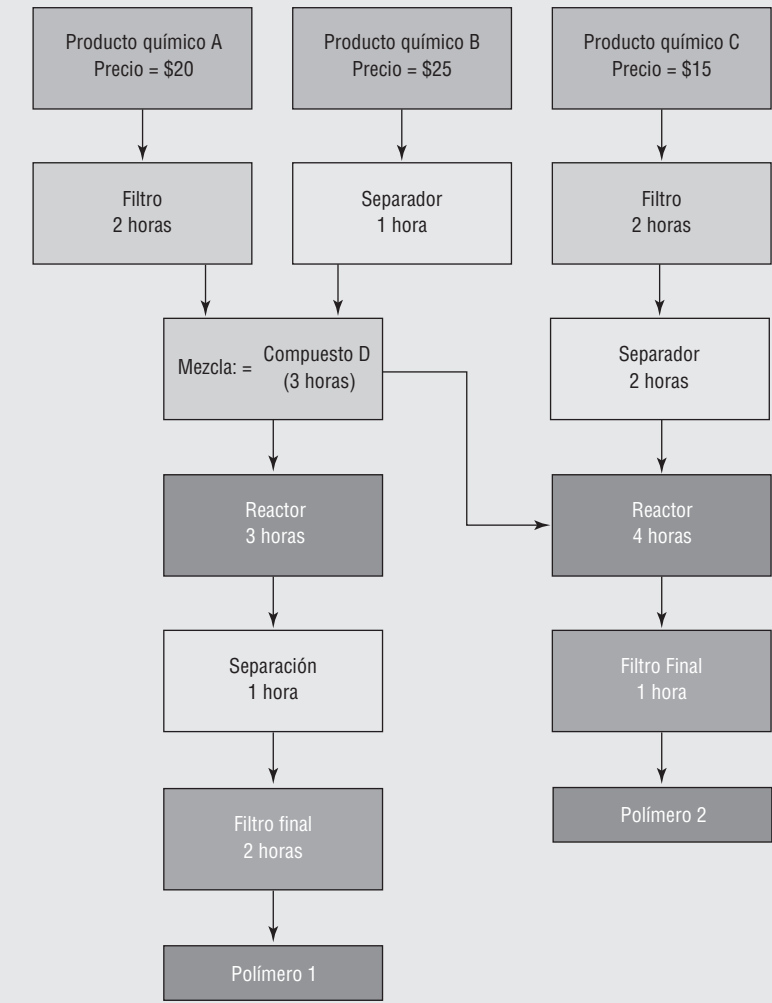 Producto químico A
Precio = $20
Producto químico B
Precio = $25
Producto químico C
Precio = $15
Filtro
2 horas
Separador
1 hora
Filtro
2 horas
Mezcla: = Compuesto D
(3 horas)
Separador
2 horas
Reactor
3 horas
Reactor
4 horas
Separación
1 hora
Filtro Final
1 hora
Filtro final
2 horas
Polímero 2
Polímero 1